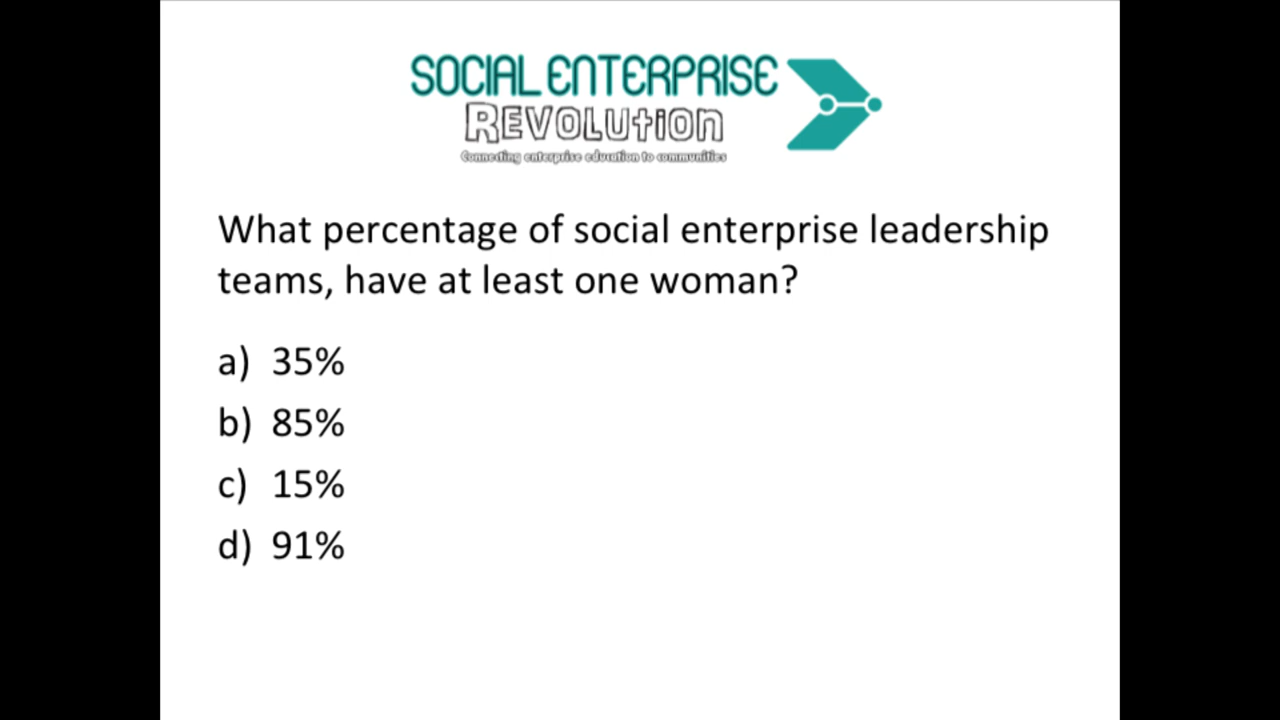 SOCIAL ENTERPRISE
REVOLUtiON
Connecting enterprise education to communities
What percentage of social enterprise leadership
teams, have at least one woman?
a) 35%
b) 85%
c) 15%
d) 91%